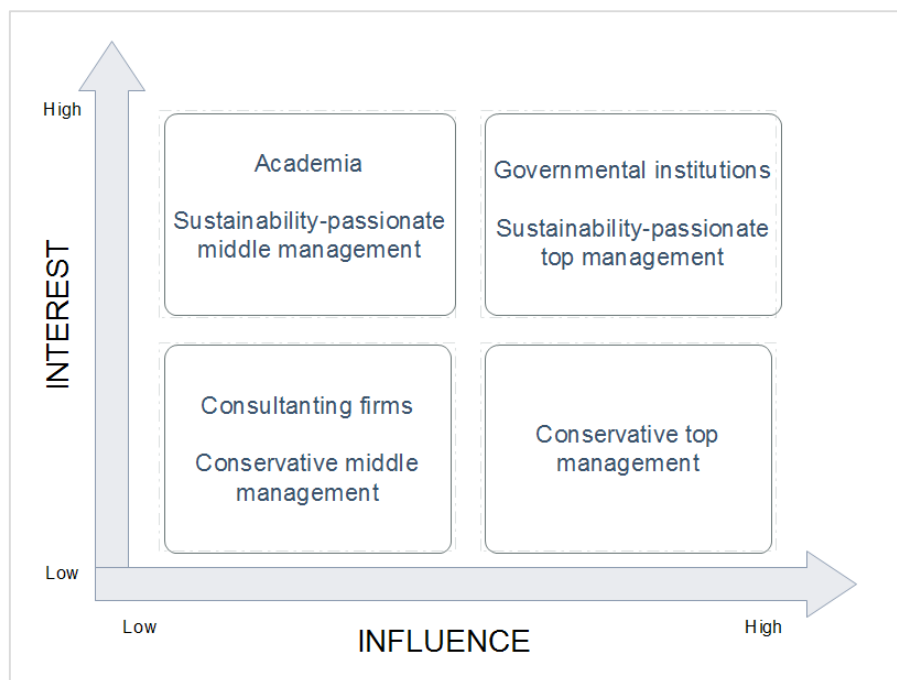 High
Academia
Sustainability-passionate
middle management
Governmental institutions
Sustainability-passionate
top management
INTEREST
Consultanting firms
Conservative middle
management
Conservative top
management
Low
Low
INFLUENCE
High